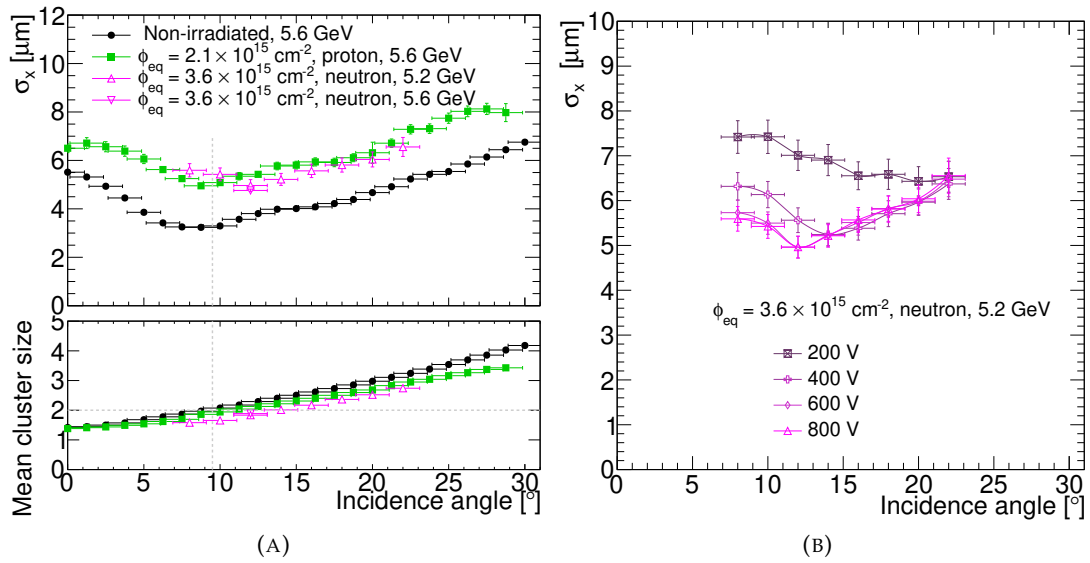 σx [μm]
12
10
8
6
4
2
0
Non-irradiated, 5.6 GeV
ϕeq = 2.1 × 10^15 cm-2, proton, 5.6 GeV
ϕeq = 3.6 × 10^15 cm-2, neutron, 5.2 GeV
ϕeq = 3.6 × 10^15 cm-2, neutron, 5.6 GeV
Mean cluster size
5
4
3
2
1
0
0 5 10 15 20 25 30
Incidence angle [°]
(A)
σx [μm]
10
9
8
7
6
5
4
3
2
1
0
ϕeq = 3.6 × 10^15 cm-2, neutron, 5.2 GeV
200 V
400 V
600 V
800 V
0 5 10 15 20 25 30
Incidence angle [°]
(B)